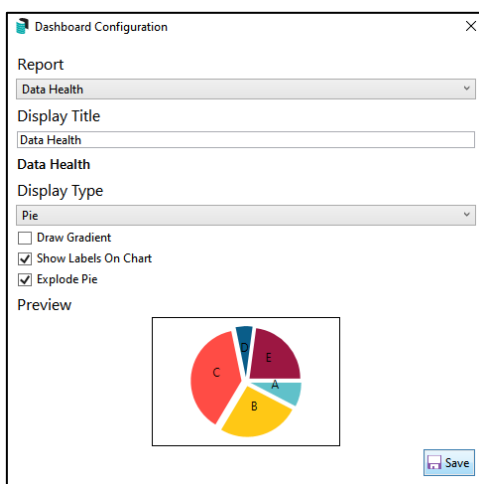 Dashboard Configuration
Report
Data Health
Display Title
Data Health
Data Health
Display Type
Pie
Draw Gradient
Show Labels On Chart
Explode Pie
Preview
D
E
C
A
B
Save